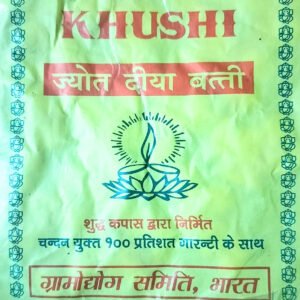 KHUSHI
ज्योत दीया बत्ती
शुद्ध कपास द्वारा निर्मित
चन्दन युक्त १०० प्रतिशत गारन्टी के साथ
ग्रामोद्योग समिति, भारत